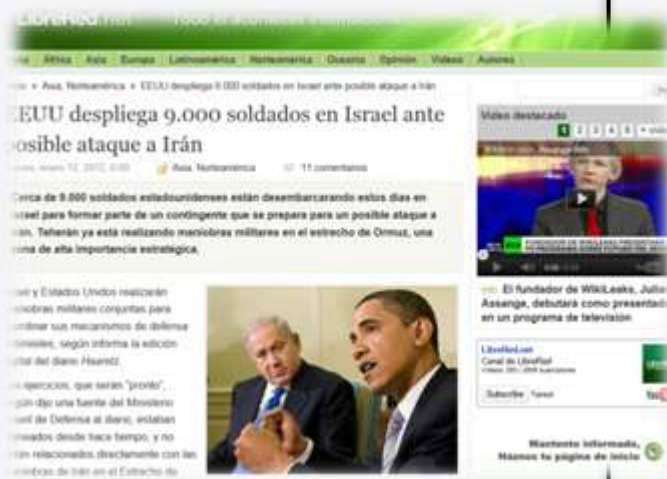 LibreRed.net
África Asia Europa Latinoamérica Norteamérica Oceanía Opinión Videos Autores
» Asia, Norteamérica » EEUU despliega 9.000 soldados en Israel ante posible ataque a Irán
EEUU despliega 9.000 soldados en Israel ante
posible ataque a Irán
enero 12, 2012, Asia, Norteamérica 11 comentarios
Cerca de 9.000 soldados estadounidenses están desembarcando estos días en
Israel para formar parte de un contingente que se prepara para un posible ataque a
Irán. Teherán ya está realizando maniobras militares en el estrecho de Ormuz, una
zona de alta importancia estratégica.
Israel y Estados Unidos realizarán
maniobras militares conjuntas para
coordinar sus mecanismos de defensa
según informa la edición
digital del diario Haaretz.
Los ejercicios, que serán "pronto",
según dijo una fuente del Ministerio
israelí de Defensa al diario, estaban
planeados desde hace tiempo, y no
están relacionados directamente con las
maniobras de Irán en el Estrecho de
Video destacado
1 2 3 4 5
El fundador de WikiLeaks, Julian
Assange, debutará como presentador
en un programa de televisión
LibreRed.net
Canal de LibreRed
Subscribe
Mantente informado,
Haznos tu página de inicio